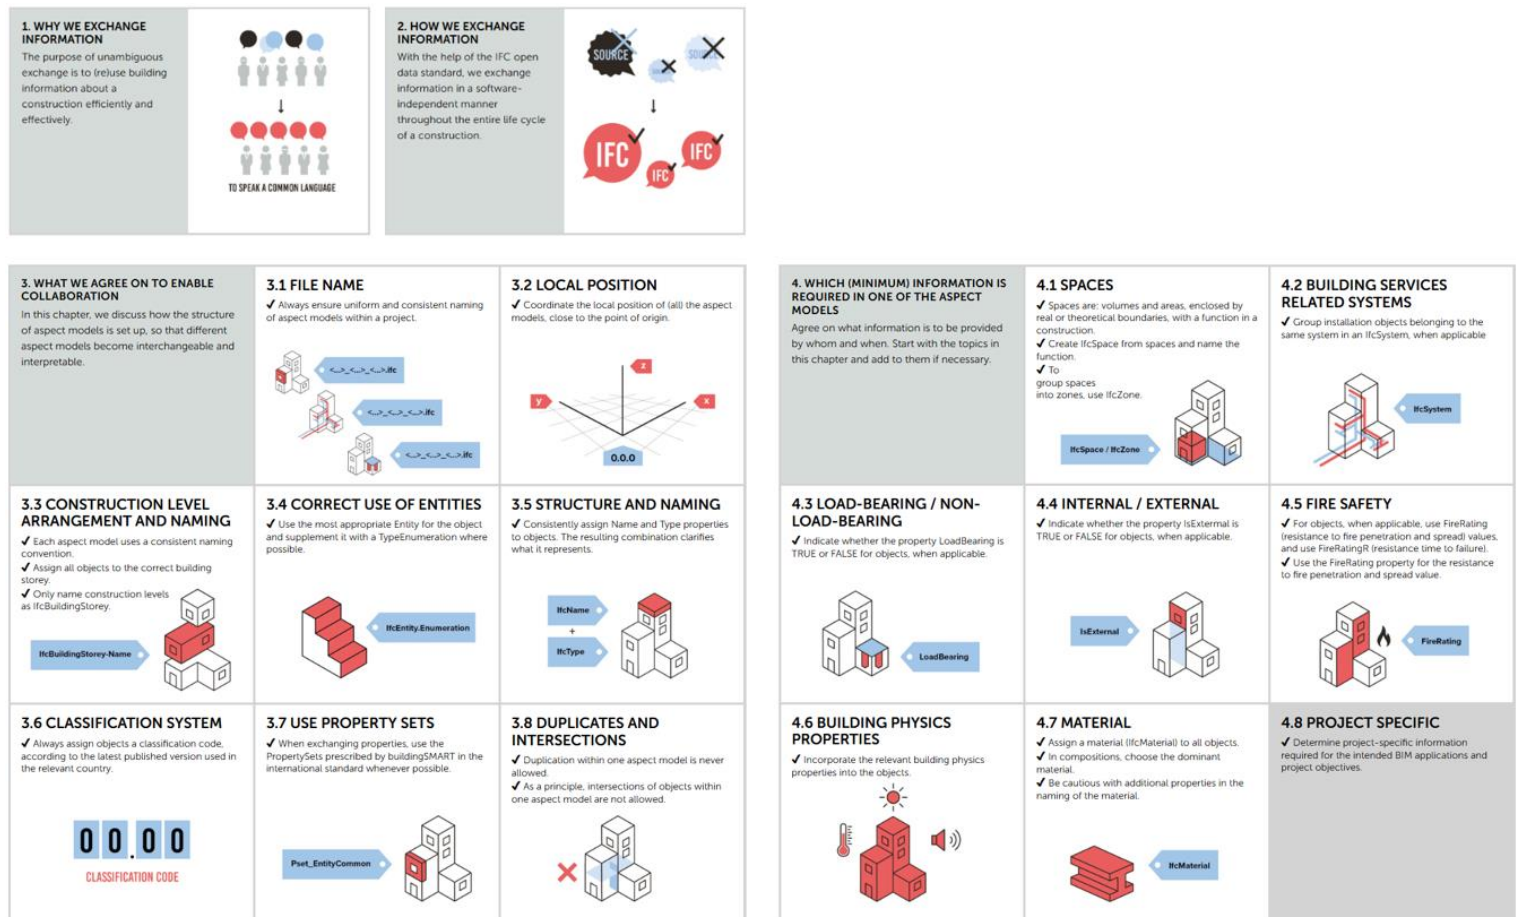 1. WHY WE EXCHANGE
INFORMATION
The purpose of unambiguous
exchange is to (re)use building
information about a
construction efficiently and
effectively.
TO SPEAK A COMMON LANGUAGE
2. HOW WE EXCHANGE
INFORMATION
With the help of the IFC open
data standard, we exchange
information in a software-
independent manner
throughout the entire life cycle
of a construction.
SOURCE
SOURCE
SOURCE
IFC
IFC
IFC
3. WHAT WE AGREE ON TO ENABLE
COLLABORATION
In this chapter, we discuss how the structure
of aspect models is set up, so that different
aspect models become interchangeable and
interpretable.
3.1 FILE NAME
✔ Always ensure uniform and consistent naming
of aspect models within a project.
<...>_<...>_<...>.ifc
<...>_<...>_<...>.ifc
<...>_<...>_<...>.ifc
3.2 LOCAL POSITION
✔ Coordinate the local position of (all) the aspect
models, close to the point of origin.
z
y
x
0.0.0
3.3 CONSTRUCTION LEVEL
ARRANGEMENT AND NAMING
✔ Each aspect model uses a consistent naming
convention.
✔ Assign all objects to the correct building
storey.
✔ Only name construction levels
as IfcBuildingStorey.
IfcBuildingStorey-Name
3.4 CORRECT USE OF ENTITIES
✔ Use the most appropriate Entity for the object
and supplement it with a TypeEnumeration where
possible.
IfcEntity.Enumeration
3.5 STRUCTURE AND NAMING
✔ Consistently assign Name and Type properties
to objects. The resulting combination clarifies
what it represents.
IfcName
+
IfcType
3.6 CLASSIFICATION SYSTEM
✔ Always assign objects a classification code,
according to the latest published version used in
the relevant country.
00.00
CLASSIFICATION CODE
3.7 USE PROPERTY SETS
✔ When exchanging properties, use the
PropertySets prescribed by buildingSMART in the
international standard whenever possible.
Pset_EntityCommon
3.8 DUPLICATES AND
INTERSECTIONS
✔ Duplication within one aspect model is never
allowed.
✔ As a principle, intersections of objects within
one aspect model are not allowed.
4. WHICH (MINIMUM) INFORMATION IS
REQUIRED IN ONE OF THE ASPECT
MODELS
Agree on what information is to be provided
by whom and when. Start with the topics in
this chapter and add to them if necessary.
4.1 SPACES
✔ Spaces are: volumes and areas, enclosed by
real or theoretical boundaries, with a function in a
construction.
✔ Create IfcSpace from spaces and name the
function.
✔ To
group spaces
into zones, use IfcZone.
IfcSpace / IfcZone
4.2 BUILDING SERVICES
RELATED SYSTEMS
✔ Group installation objects belonging to the
same system in an IfcSystem, when applicable
IfcSystem
4.3 LOAD-BEARING / NON-
LOAD-BEARING
✔ Indicate whether the property LoadBearing is
TRUE or FALSE for objects, when applicable.
LoadBearing
4.4 INTERNAL / EXTERNAL
✔ Indicate whether the property IsExternal is
TRUE or FALSE for objects, when applicable.
IsExternal
4.5 FIRE SAFETY
✔ For objects, when applicable, use FireRating
(resistance to fire penetration and spread) values,
and use FireRatingR (resistance time to failure).
✔ Use the FireRating property for the resistance
to fire penetration and spread value.
FireRating
4.6 BUILDING PHYSICS
PROPERTIES
✔ Incorporate the relevant building physics
properties into the objects.
4.7 MATERIAL
✔ Assign a material (IfcMaterial) to all objects.
✔ In compositions, choose the dominant
material.
✔ Be cautious with additional properties in the
naming of the material.
IfcMaterial
4.8 PROJECT SPECIFIC
✔ Determine project-specific information
required for the intended BIM applications and
project objectives.